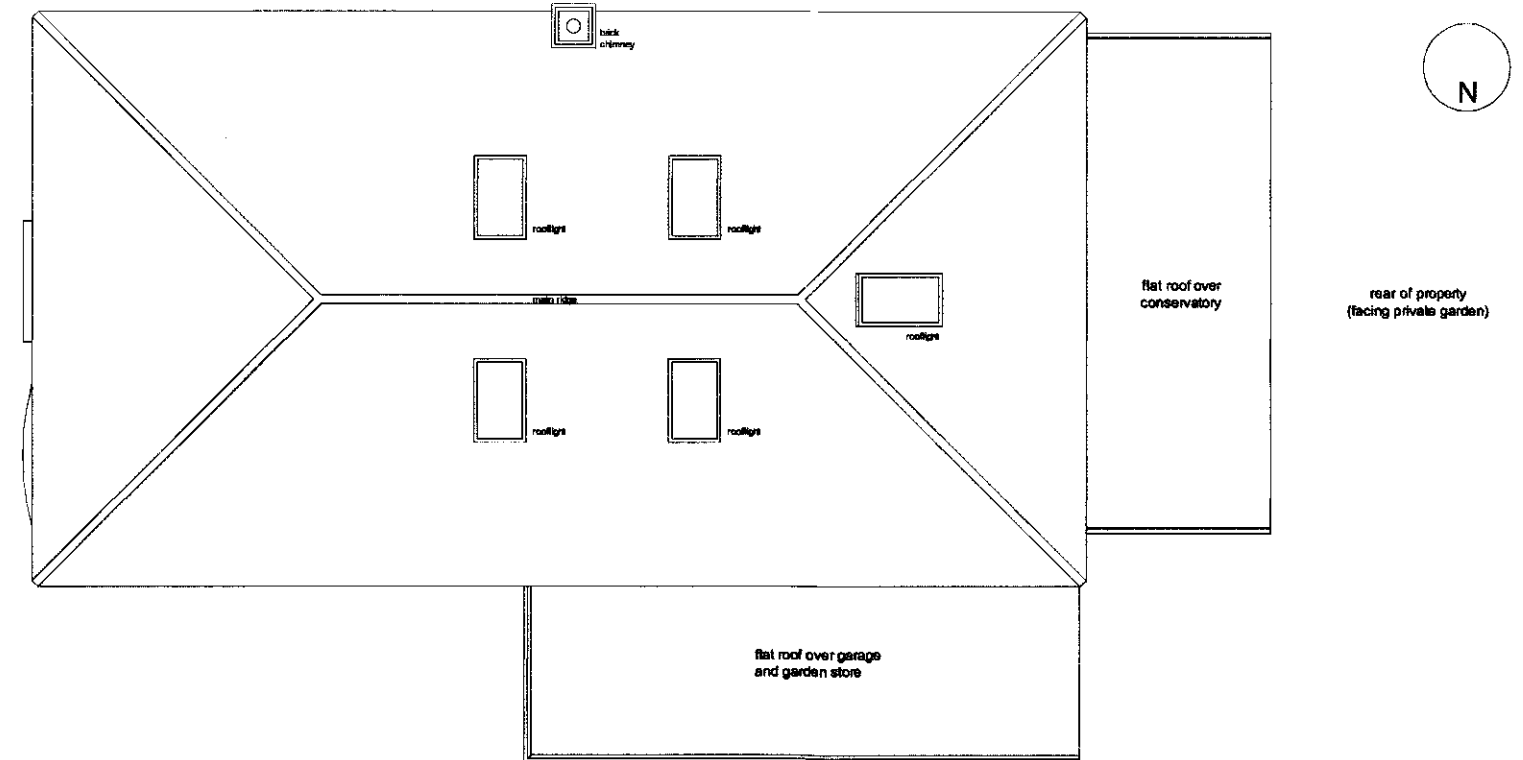 brick
chimney
N
rooflight
rooflight
flat roof over
conservatory
rear of property
(facing private garden)
main ridge
rooflight
rooflight
rooflight
flat roof over garage
and garden store